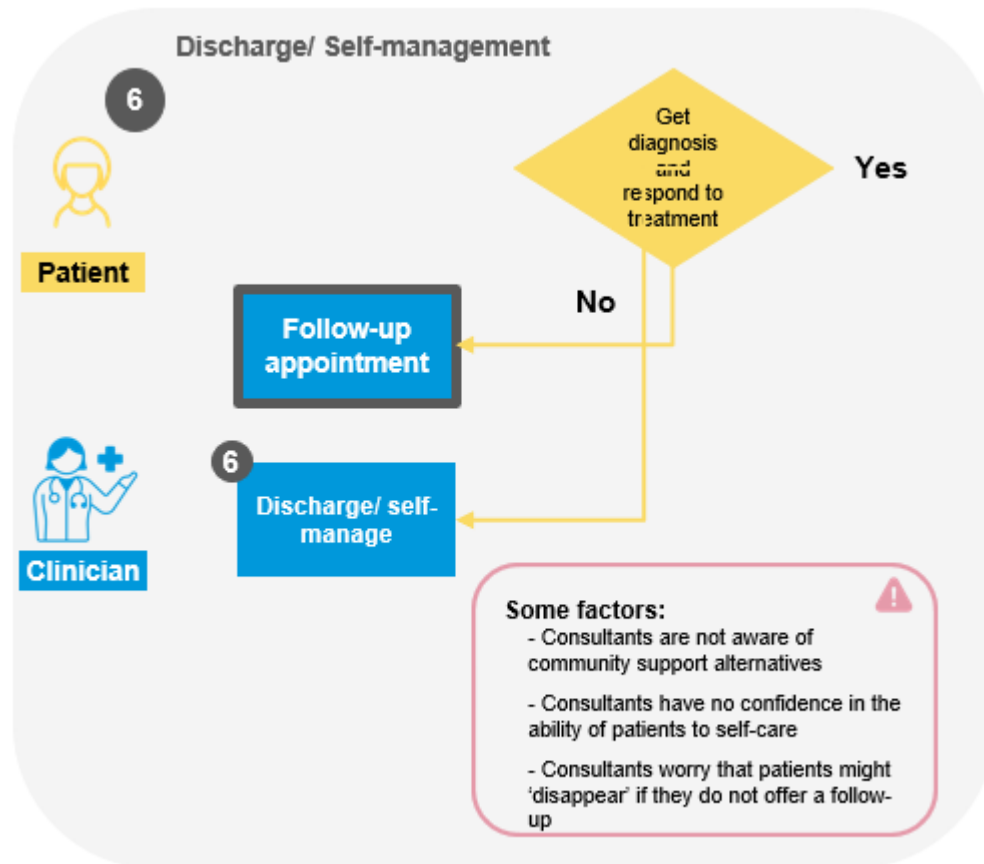 Discharge/ Self-management
6
Get
diagnosis
and
respond to
treatment
Yes
Patient
No
Follow-up
appointment
6
Discharge/ self-
manage
Clinician
Some factors:
- Consultants are not aware of
community support alternatives
- Consultants have no confidence in the
ability of patients to self-care
- Consultants worry that patients might
‘disappear’ if they do not offer a follow-
up